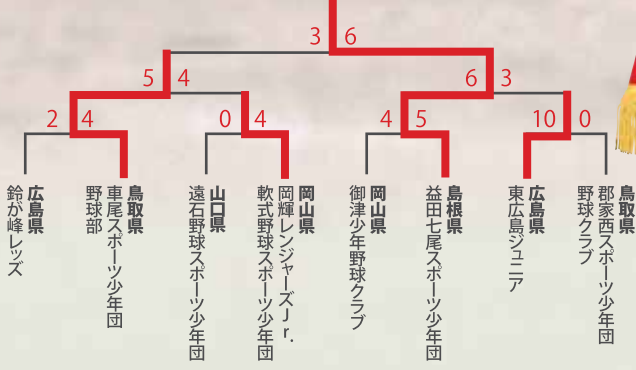 3 6
5 4
6 3
2 4
0 4
4 5
10 0
広島県
鈴が峰レッズ
鳥取県
車尾スポーツ少年団
野球部
山口県
遠石野球スポーツ少年団
岡山県
岡輝レンジャーズJr.
軟式野球スポーツ少年団
岡山県
御津少年野球クラブ
島根県
益田七尾スポーツ少年団
広島県
東広島ジュニア
鳥取県
郡家西スポーツ少年団
野球クラブ